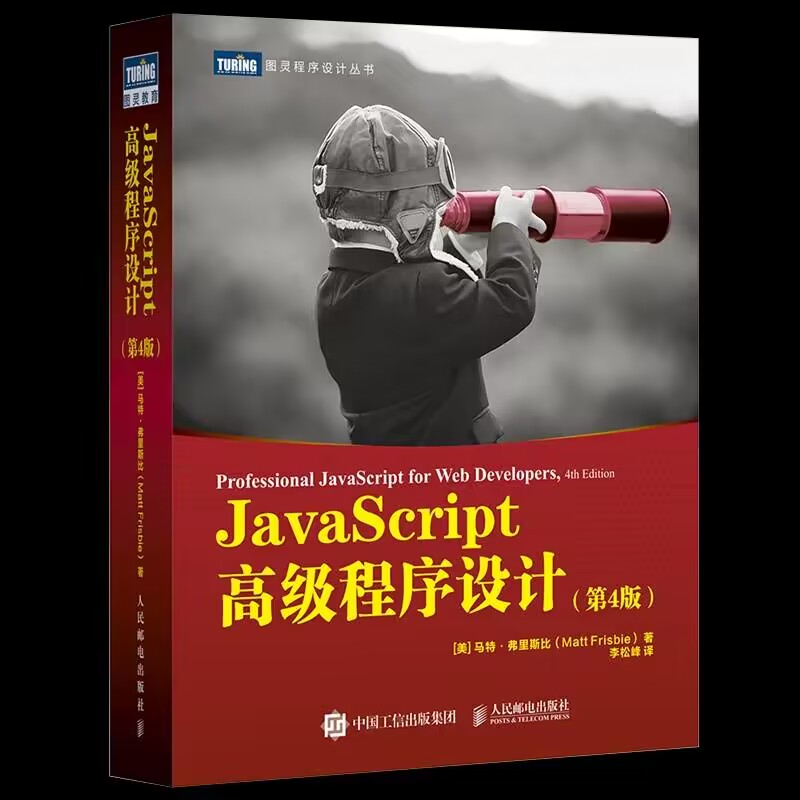 TURING
图灵教育
JavaScript
高级程序设计
(第4版)
[美] 马特·弗里斯比 (Matt Frisbie) 著
人民邮电出版社
TURING
图灵程序设计丛书
Professional JavaScript for Web Developers, 4th Edition
JavaScript
高级程序设计(第4版)
[美] 马特·弗里斯比 (Matt Frisbie) 著
李松峰 译
中国工信出版集团
人民邮电出版社
POSTS & TELECOM PRESS